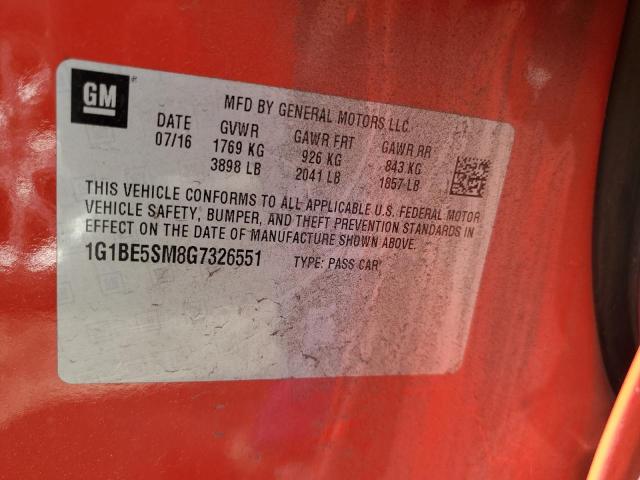 GM
MFD BY GENERAL MOTORS LLC
DATE GVWR GAWR FRT GAWR RR
07/16 1769 KG 926 KG 843 KG
3898 LB 2041 LB 1857 LB
THIS VEHICLE CONFORMS TO ALL APPLICABLE U.S. FEDERAL MOTOR
VEHICLE SAFETY, BUMPER, AND THEFT PREVENTION STANDARDS IN
EFFECT ON THE DATE OF MANUFACTURE SHOWN ABOVE.
1G1BE5SM8G7326551 TYPE: PASS CAR